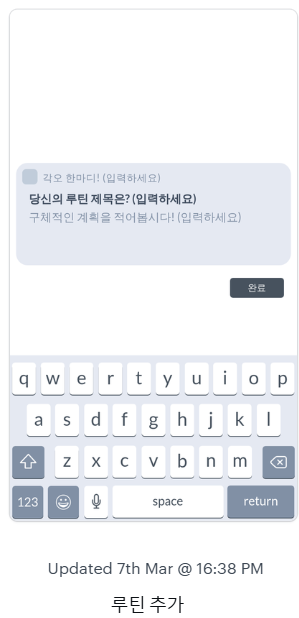 각오 한마디! (입력하세요)
당신의 루틴 제목은? (입력하세요)
구체적인 계획을 적어봅시다! (입력하세요)
완료
q w e r t y u i o p
a s d f g h j k l
z x c v b n m
123 space return
Updated 7th Mar @ 16:38 PM
루틴 추가